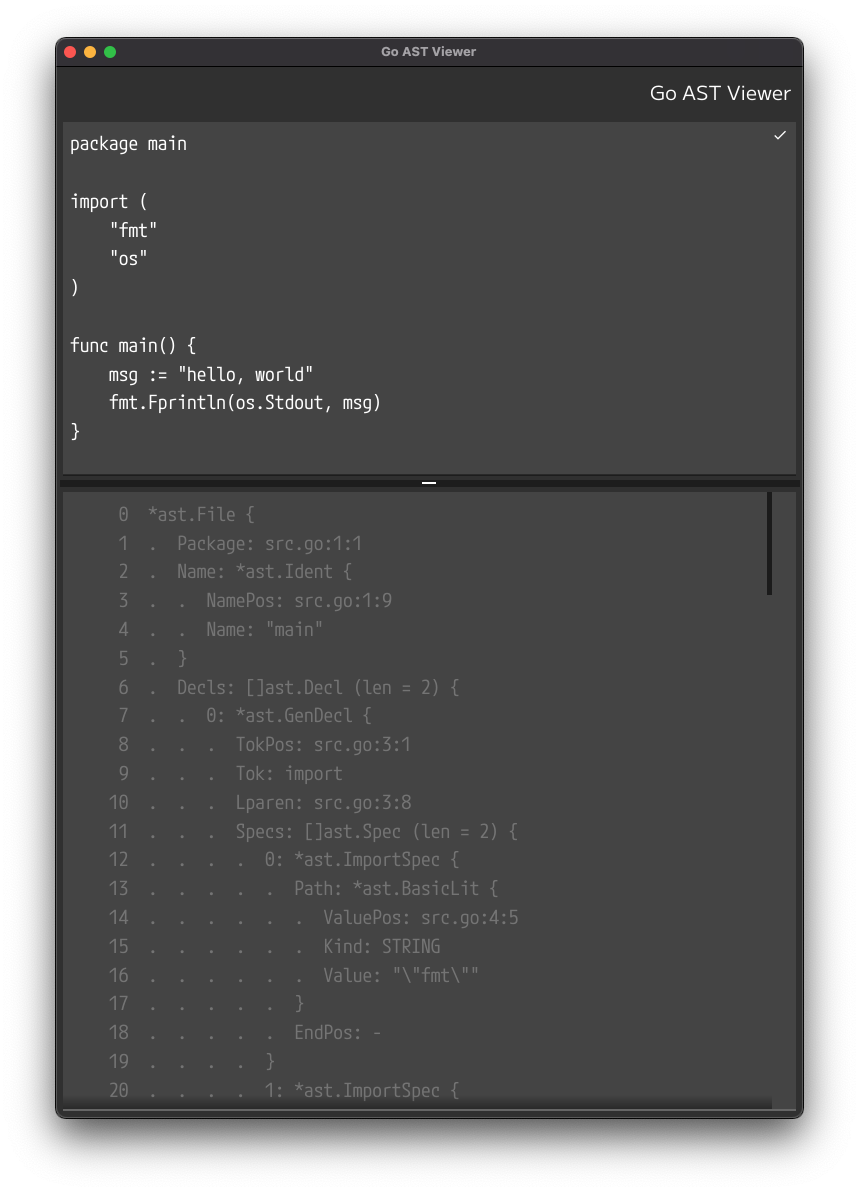 Go AST Viewer
Go AST Viewer
package main
import (
    "fmt"
    "os"
)
func main() {
    msg := "hello, world"
    fmt.Fprintln(os.Stdout, msg)
}
     0  *ast.File {
     1  .  Package: src.go:1:1
     2  .  Name: *ast.Ident {
     3  .  .  NamePos: src.go:1:9
     4  .  .  Name: "main"
     5  .  }
     6  .  Decls: []ast.Decl (len = 2) {
     7  .  .  0: *ast.GenDecl {
     8  .  .  .  TokPos: src.go:3:1
     9  .  .  .  Tok: import
    10  .  .  .  Lparen: src.go:3:8
    11  .  .  .  Specs: []ast.Spec (len = 2) {
    12  .  .  .  .  0: *ast.ImportSpec {
    13  .  .  .  .  .  Path: *ast.BasicLit {
    14  .  .  .  .  .  .  ValuePos: src.go:4:5
    15  .  .  .  .  .  .  Kind: STRING
    16  .  .  .  .  .  .  Value: "\"fmt\""
    17  .  .  .  .  .  }
    18  .  .  .  .  .  EndPos: -
    19  .  .  .  .  }
    20  .  .  .  .  1: *ast.ImportSpec {